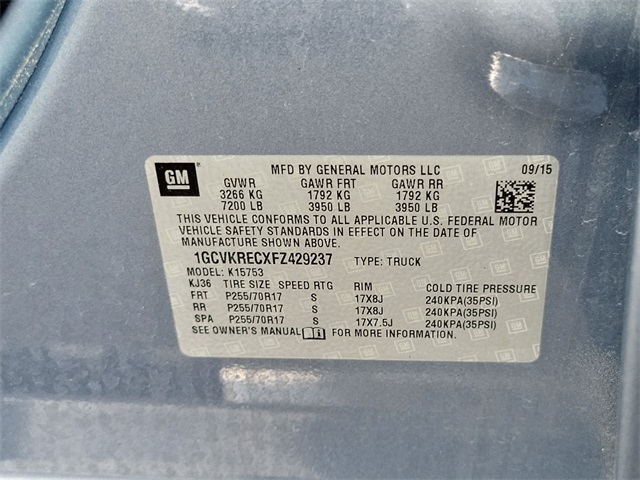 GM ® MFD BY GENERAL MOTORS LLC 09/15
GVWR GAWR FRT GAWR RR
3266 KG 1792 KG 1792 KG
7200 LB 3950 LB 3950 LB
THIS VEHICLE CONFORMS TO ALL APPLICABLE U.S. FEDERAL MOTOR
VEHICLE SAFETY STANDARDS IN EFFECT ON THE DATE OF
MANUFACTURE SHOWN ABOVE.
1GCVKRECXFZ429237 TYPE: TRUCK
MODEL: K15753
KJ36 TIRE SIZE SPEED RTG RIM COLD TIRE PRESSURE
FRT P255/70R17 S 17X8J 240KPA(35PSI)
RR P255/70R17 S 17X8J 240KPA(35PSI)
SPA P255/70R17 S 17X7.5J 240KPA(35PSI)
SEE OWNER'S MANUAL FOR MORE INFORMATION.